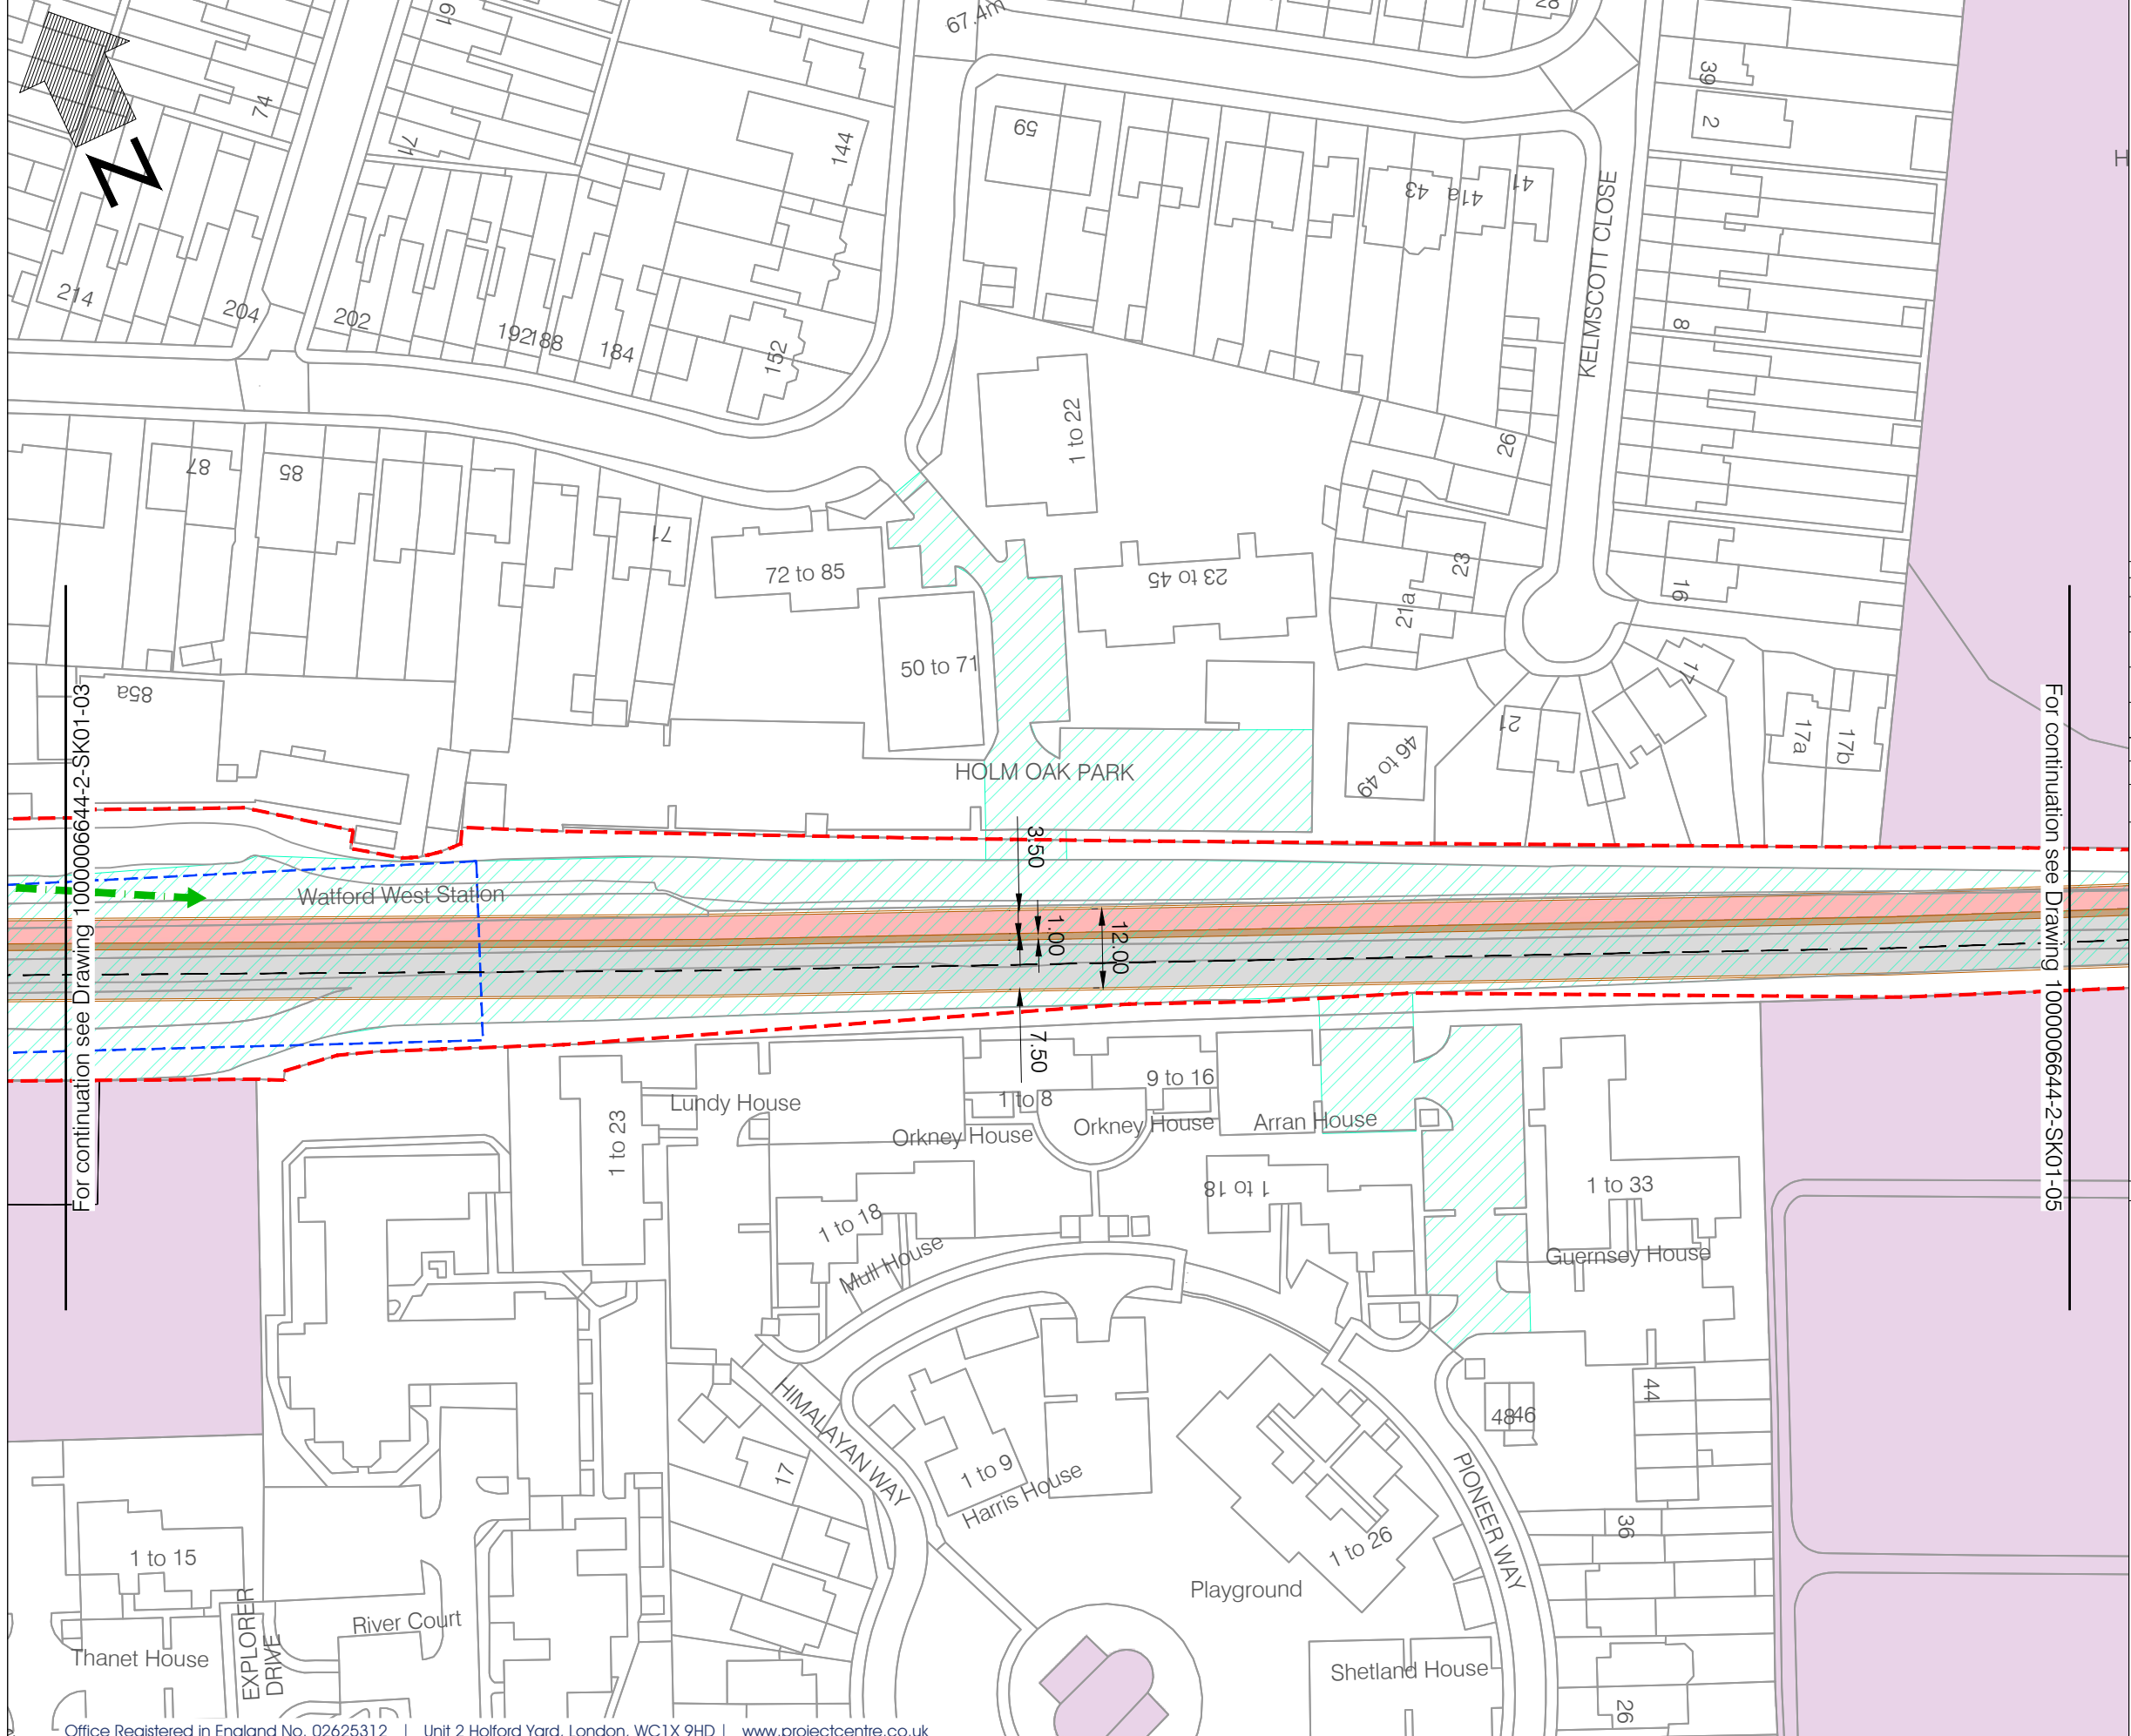 61
67.4m
28
39
74
71
144
59
2
H
43
41a
41
KELMSCOTT CLOSE
214
204
202
192
188
184
152
8
1 to 22
26
87
85
71
72 to 85
23 to 45
23
21a
16
50 to 71
17
85a
21
17a
17b
46 to 49
HOLM OAK PARK
For continuation see Drawing 1000006644-2-SK01-03
For continuation see Drawing 1000006644-2-SK01-05
3.50
Watford West Station
1.00
12.00
7.50
N
Lundy House
1 to 23
1 to 8
9 to 16
Orkney House
Orkney House
Arran House
1 to 18
1 to 18
1 to 33
Mull House
Guernsey House
HIMALAYAN WAY
44
48
46
17
1 to 9
Harris House
PIONEER WAY
36
1 to 26
1 to 15
Playground
River Court
EXPLORER
DRIVE
Thanet House
Shetland House
26
Office Registered in England No. 02625312 | Unit 2 Holford Yard, London, WC1X 9HD | www.projectcentre.co.uk